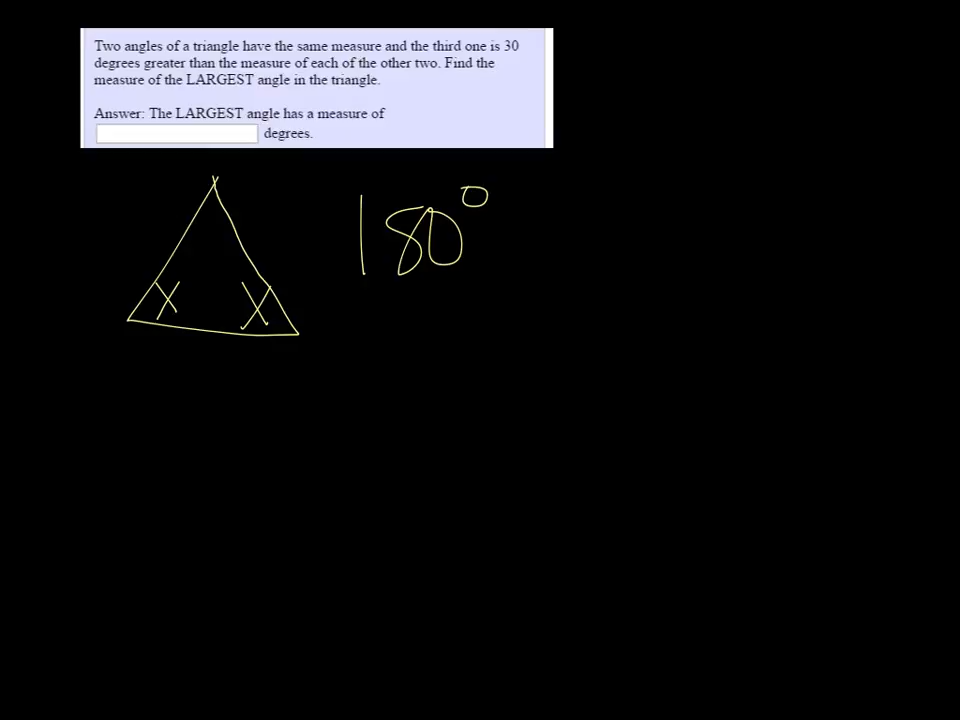 Two angles of a triangle have the same measure and the third one is 30
degrees greater than the measure of each of the other two. Find the
measure of the LARGEST angle in the triangle.
Answer: The LARGEST angle has a measure of
degrees.
180°
X X